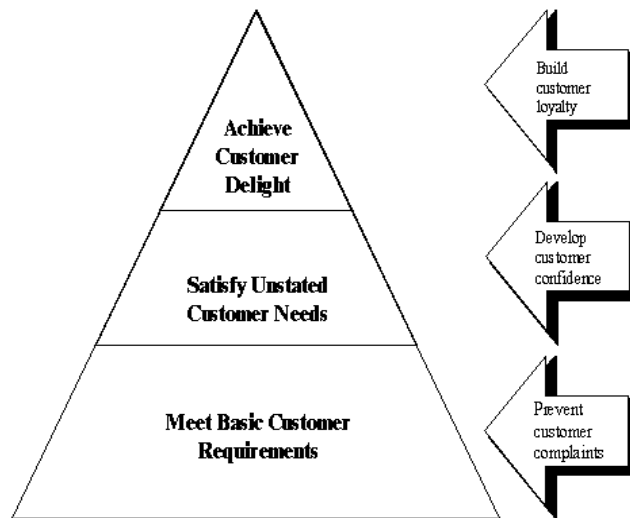 Achieve
Customer
Delight
Build
customer
loyalty
Satisfy Unstated
Customer Needs
Develop
customer
confidence
Meet Basic Customer
Requirements
Prevent
customer
complaints